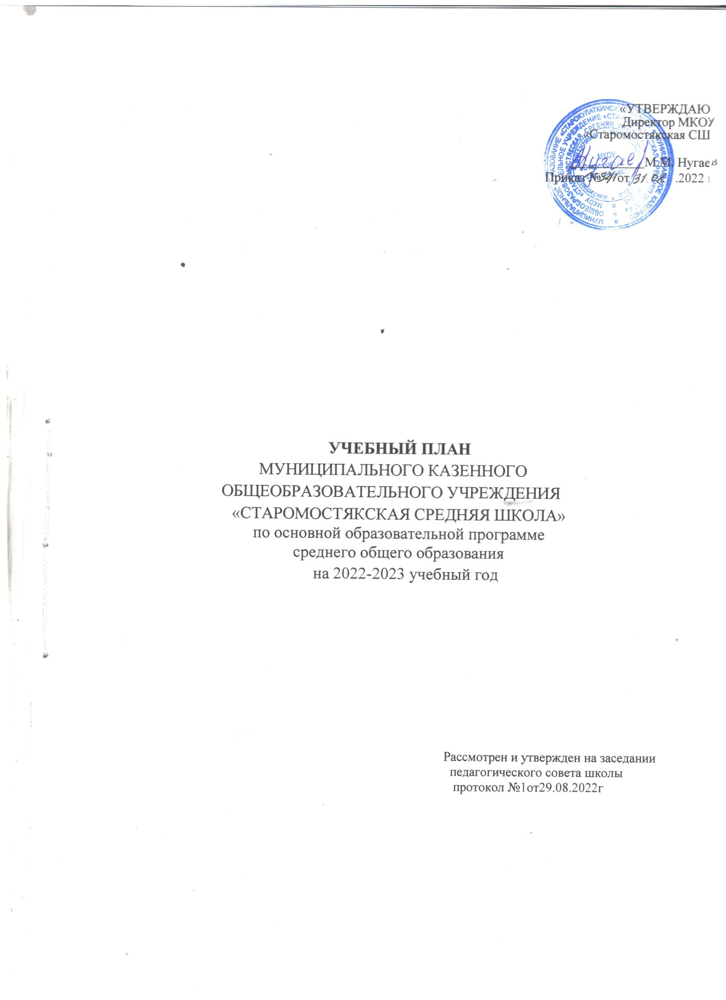 «УТВЕРЖДАЮ
Директор МКОУ
«Старомостякская СШ
М.М. Нугаев
Приказ № 321 от 31.08 .2022
УЧЕБНЫЙ ПЛАН
МУНИЦИПАЛЬНОГО КАЗЕННОГО
ОБЩЕОБРАЗОВАТЕЛЬНОГО УЧРЕЖДЕНИЯ
«СТАРОМОСТЯКСКАЯ СРЕДНЯЯ ШКОЛА»
по основной образовательной программе
среднего общего образования
на 2022-2023 учебный год
Рассмотрен и утвержден на заседании
педагогического совета школы
протокол №1от29.08.2022г